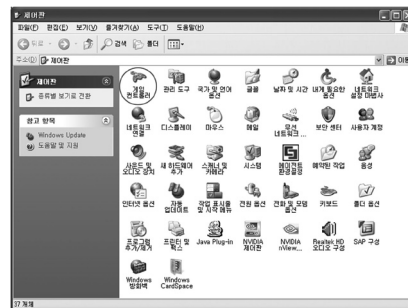 제어판
파일(F) 편집(E) 보기(V) 즐겨찾기(A) 도구(T) 도움말(H)
뒤로 검색 폴더
주소(D) 제어판 이동
제어판
종류별 보기로 전환
참고 항목
Windows Update
도움말 및 지원
게임 컨트롤러 관리 도구 국가 및 언어 옵션 글꼴 날짜 및 시간 내게 필요한 옵션 네트워크 설정 마법사
네트워크 연결 디스플레이 마우스 메일 무선 네트워크 ... 보안 센터 사용자 계정
사운드 및 오디오 장치 새 하드웨어 추가 스캐너 및 카메라 시스템 에이전트 환경설정 예약된 작업 음성
인터넷 옵션 자동 업데이트 작업 표시줄 및 시작 메뉴 전원 옵션 전화 및 모뎀 옵션 키보드 폴더 옵션
프로그램 추가/제거 프린터 및 팩스 Java Plug-in NVIDIA 제어판 NVIDIA nView... Realtek HD 오디오 구성 SAP 구성
Windows 방화벽 Windows CardSpace
37 개체